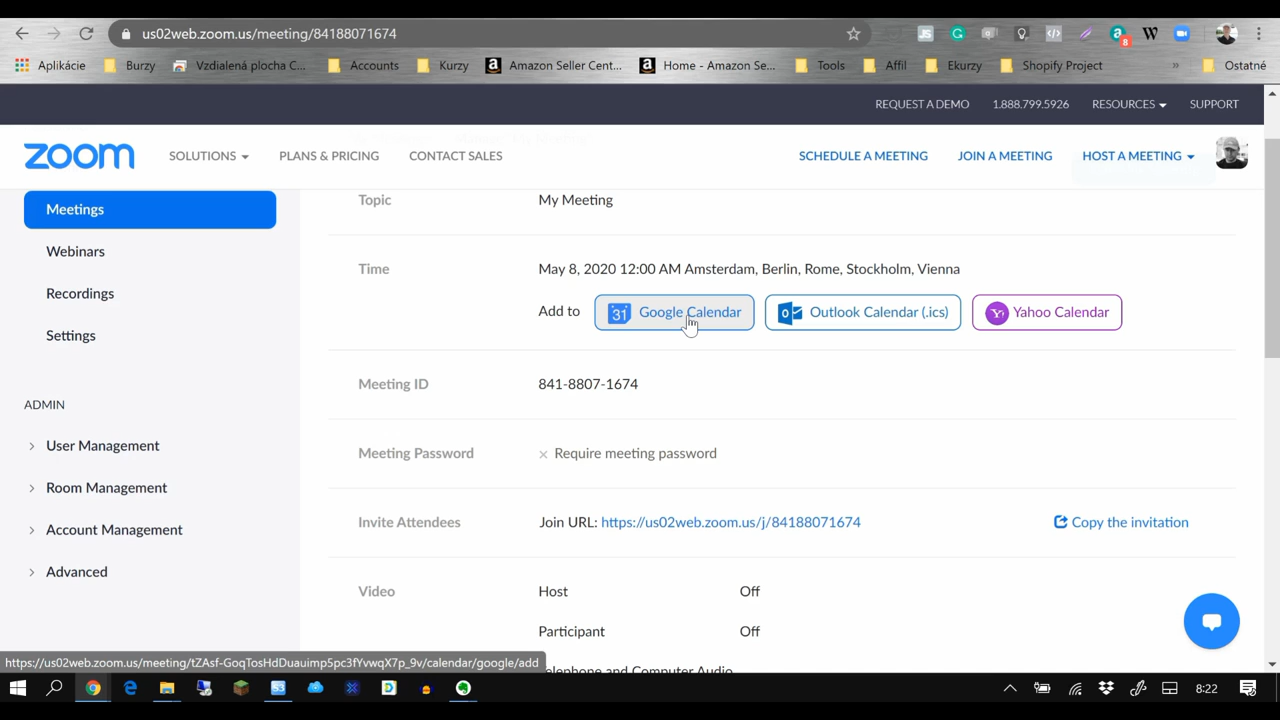 us02web.zoom.us/meeting/84188071674
8
Aplikácie Burzy Vzdialená plocha C... Accounts Kurzy Amazon Seller Cent... Home - Amazon Se... Tools Affil Ekurzy Shopify Project » Ostatné
REQUEST A DEMO 1.888.799.5926 RESOURCES SUPPORT
zoom SOLUTIONS PLANS & PRICING CONTACT SALES SCHEDULE A MEETING JOIN A MEETING HOST A MEETING
Meetings
Webinars
Recordings
Settings
ADMIN
User Management
Room Management
Account Management
Advanced
Topic My Meeting
Time May 8, 2020 12:00 AM Amsterdam, Berlin, Rome, Stockholm, Vienna
Add to 31 Google Calendar Outlook Calendar (.ics) Yahoo Calendar
Meeting ID 841-8807-1674
Meeting Password × Require meeting password
Invite Attendees Join URL: https://us02web.zoom.us/j/84188071674 Copy the invitation
Video Host Off
Participant Off
Telephone and Computer Audio
https://us02web.zoom.us/meeting/tZAsf-GoqTosHdDuauimp5pc3fYvwqX7p_9v/calendar/google/add
8:22